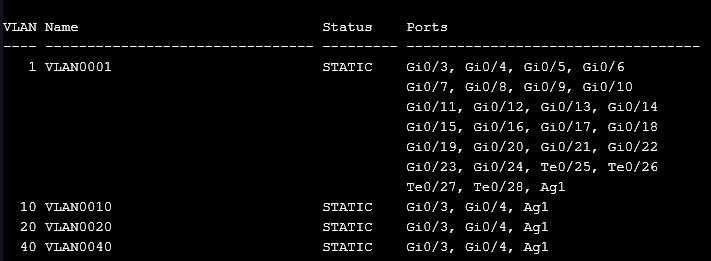 VLAN Name                             Status    Ports
---- -------------------------------- --------- -----------------------------------
   1 VLAN0001                         STATIC    Gi0/3, Gi0/4, Gi0/5, Gi0/6
                                                Gi0/7, Gi0/8, Gi0/9, Gi0/10
                                                Gi0/11, Gi0/12, Gi0/13, Gi0/14
                                                Gi0/15, Gi0/16, Gi0/17, Gi0/18
                                                Gi0/19, Gi0/20, Gi0/21, Gi0/22
                                                Gi0/23, Gi0/24, Te0/25, Te0/26
                                                Te0/27, Te0/28, Ag1
  10 VLAN0010                         STATIC    Gi0/3, Gi0/4, Ag1
  20 VLAN0020                         STATIC    Gi0/3, Gi0/4, Ag1
  40 VLAN0040                         STATIC    Gi0/3, Gi0/4, Ag1